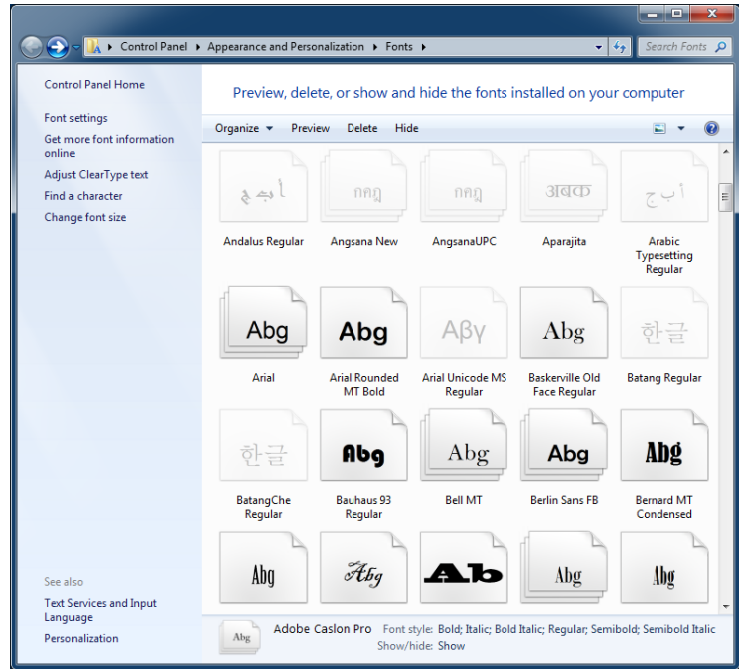 Control Panel ▸ Appearance and Personalization ▸ Fonts ▸
Search Fonts
Control Panel Home
Font settings
Get more font information
online
Adjust ClearType text
Find a character
Change font size
See also
Text Services and Input
Language
Personalization
Preview, delete, or show and hide the fonts installed on your computer
Organize Preview Delete Hide
أ ب ج กคฎ กคฎ अबक أ ب ج
Andalus Regular Angsana New AngsanaUPC Aparajita Arabic
Typesetting
Regular
Abg Abg Αβγ Abg 한글
Arial Arial Rounded Arial Unicode MS Baskerville Old Batang Regular
MT Bold Regular Face Regular
한글 Abg Abg Abg Abg
BatangChe Bauhaus 93 Bell MT Berlin Sans FB Bernard MT
Regular Regular Condensed
Abg Abg Ab Abg Abg
Abg Adobe Caslon Pro Font style: Bold; Italic; Bold Italic; Regular; Semibold; Semibold Italic
Show/hide: Show